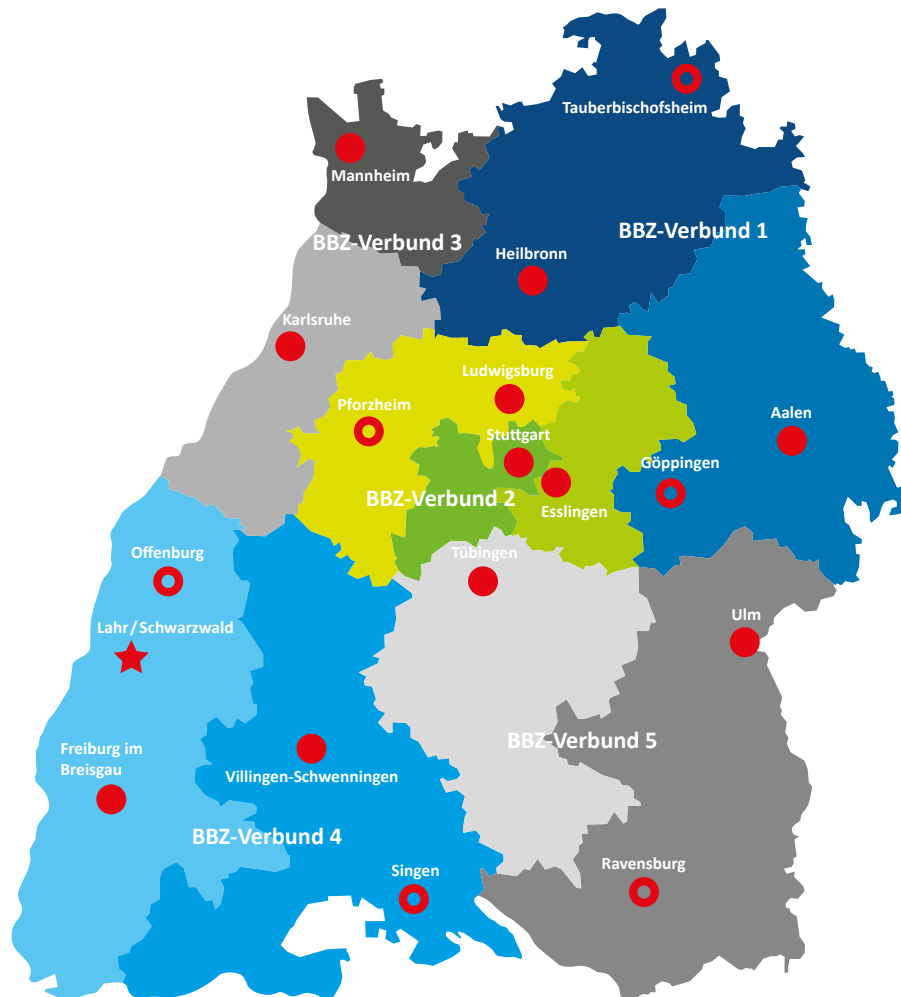 Tauberbischofsheim
Mannheim
BBZ-Verbund 1
BBZ-Verbund 3
Heilbronn
Karlsruhe
Ludwigsburg
Pforzheim
Aalen
Stuttgart
Göppingen
BBZ-Verbund 2
Esslingen
Offenburg
Tübingen
Ulm
Lahr / Schwarzwald
BBZ-Verbund 5
Freiburg im
Breisgau
Villingen-Schwenningen
BBZ-Verbund 4
Singen
Ravensburg